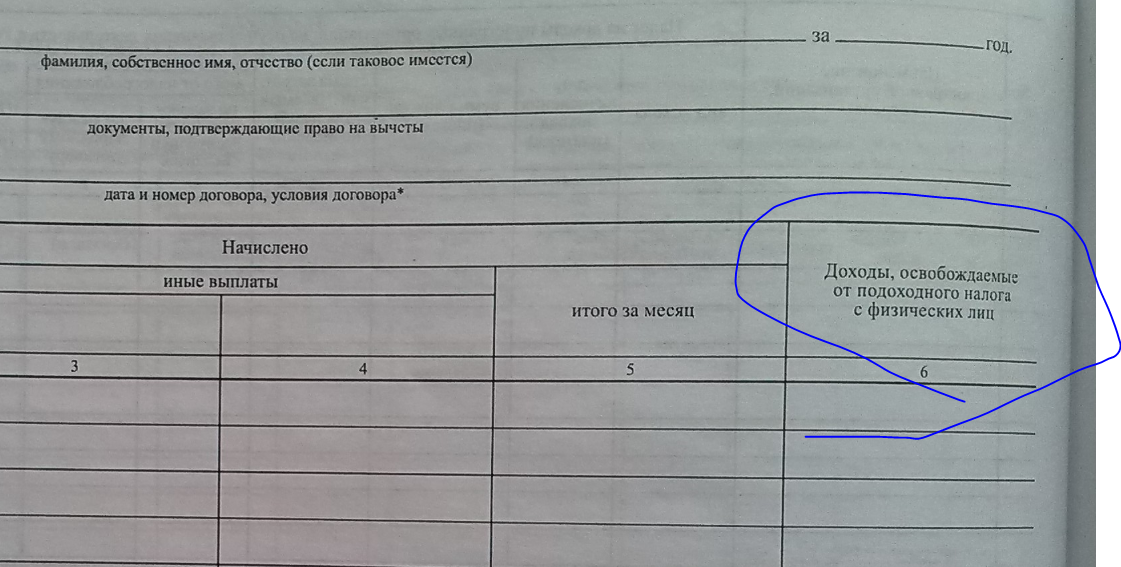 за год.
фамилия, собственное имя, отчество (если таковое имеется)
документы, подтверждающие право на вычеты
дата и номер договора, условия договора*
Начислено
иные выплаты
итого за месяц
Доходы, освобождаемые
от подоходного налога
с физических лиц
3 4 5 6